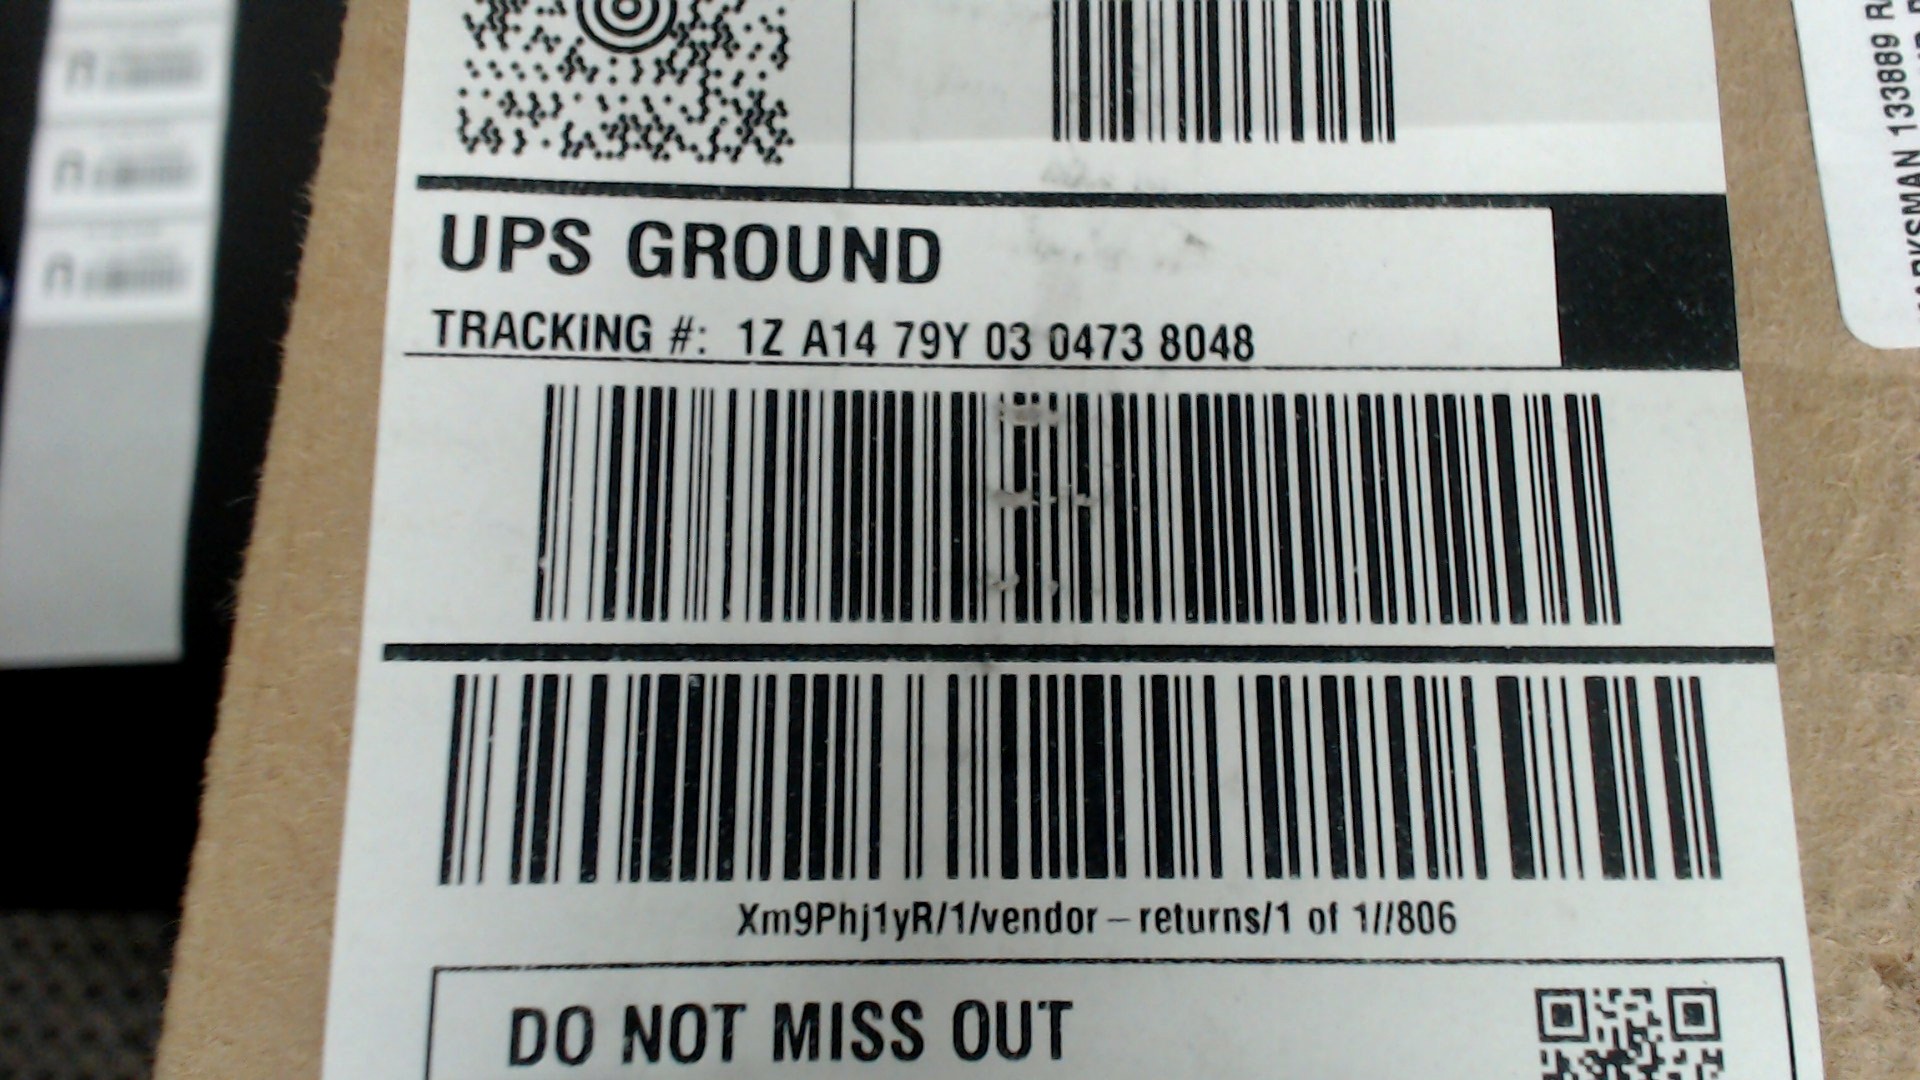 UPS GROUND
TRACKING #: 1Z A14 79Y 03 0473 8048
Xm9Phj1yR/1/vendor-returns/1 of 1//806
DO NOT MISS OUT
133889